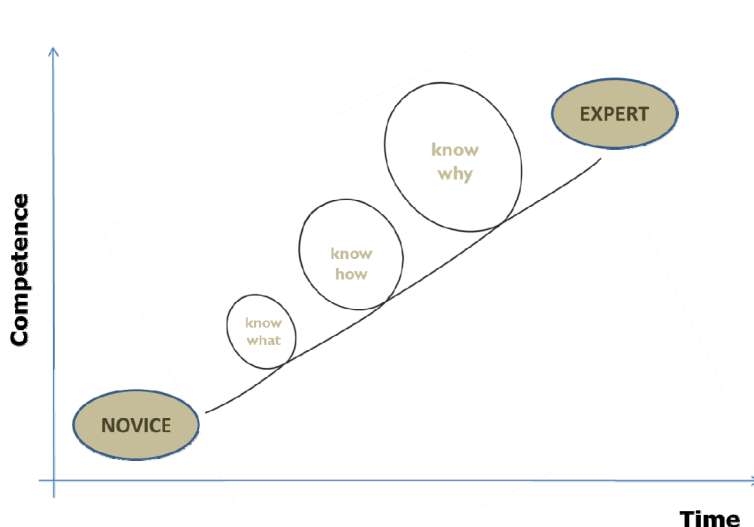 EXPERT
know
why
know
how
know
what
NOVICE
Competence
Time